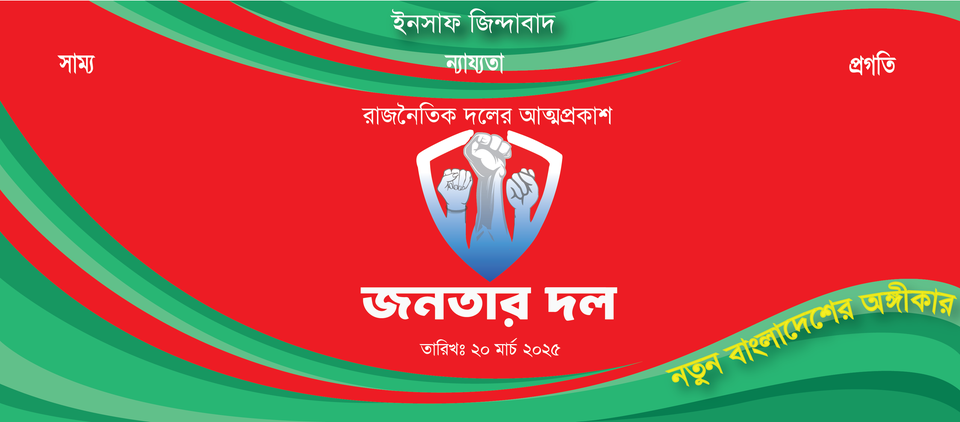 ইনসাফ জিন্দাবাদ
সাম্য
ন্যায্যতা
প্রগতি
রাজনৈতিক দলের আত্মপ্রকাশ
জনতার দল
তারিখঃ ২০ মার্চ ২০২৫
নতুন বাংলাদেশের অঙ্গীকার